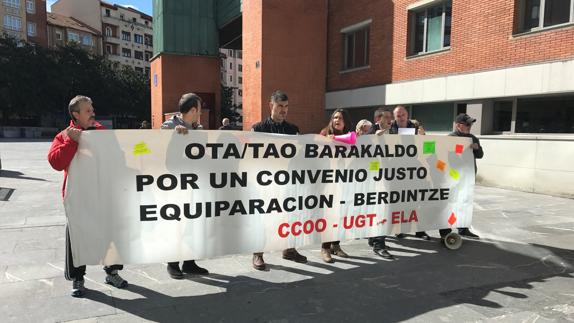 OTA/TAO BARAKALDO
POR UN CONVENIO JUSTO
EQUIPARACION - BERDINTZE
CCOO - UGT - ELA